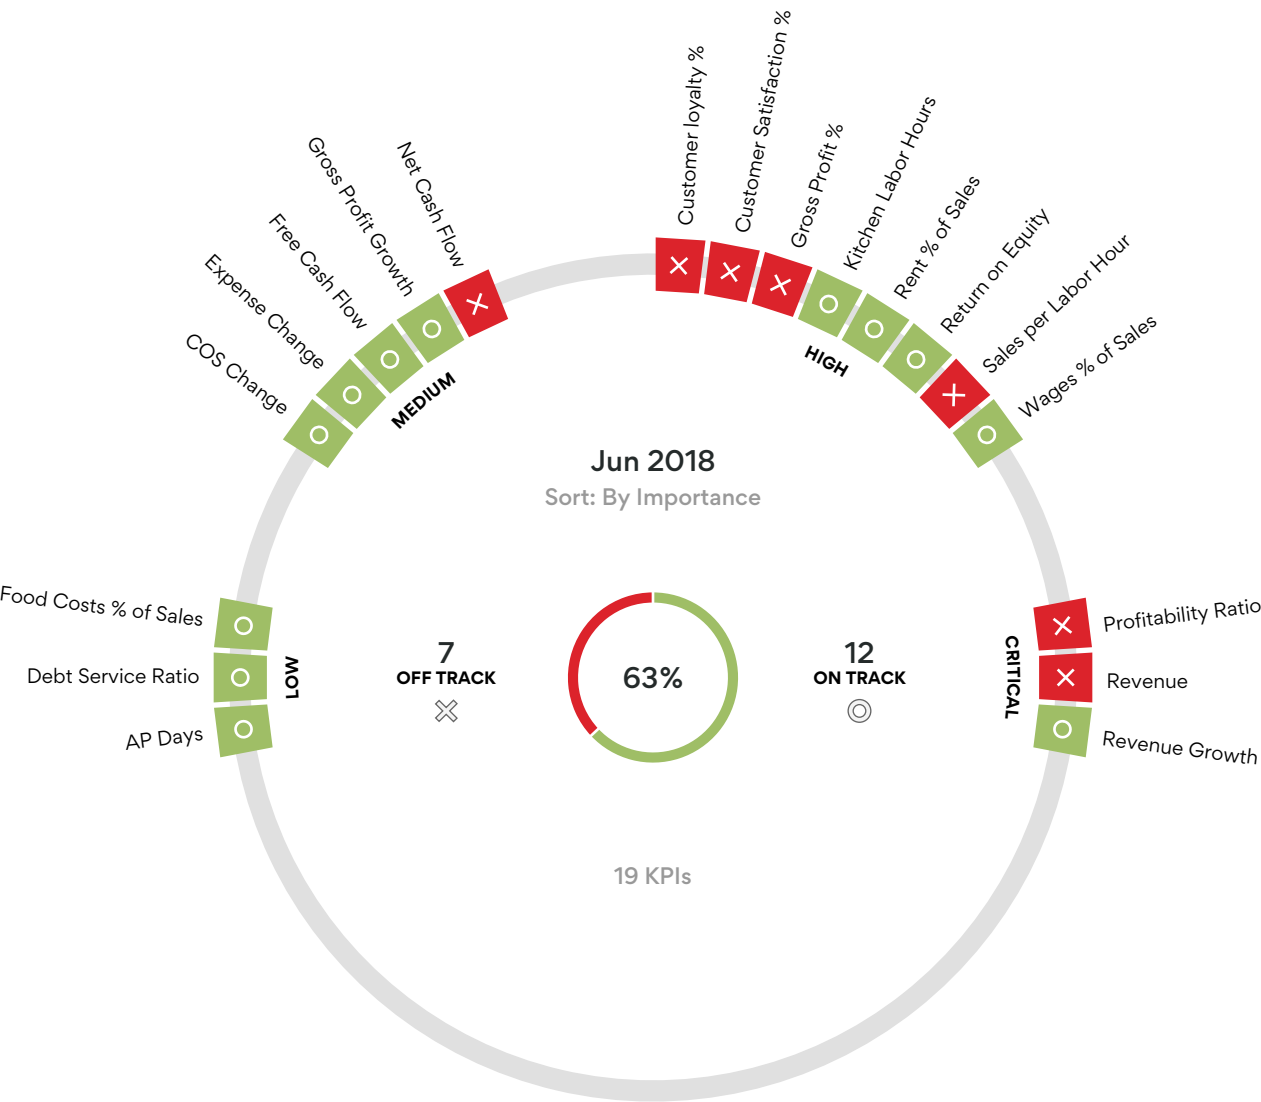 Customer loyalty %
Customer Satisfaction %
Gross Profit %
Kitchen Labor Hours
Rent % of Sales
Return on Equity
Sales per Labor Hour
Wages % of Sales
HIGH
Net Cash Flow
Gross Profit Growth
Free Cash Flow
Expense Change
COS Change
MEDIUM
Jun 2018
Sort: By Importance
Food Costs % of Sales
Debt Service Ratio
AP Days
LOW
7
OFF TRACK
63%
12
ON TRACK
CRITICAL
Profitability Ratio
Revenue
Revenue Growth
19 KPIs